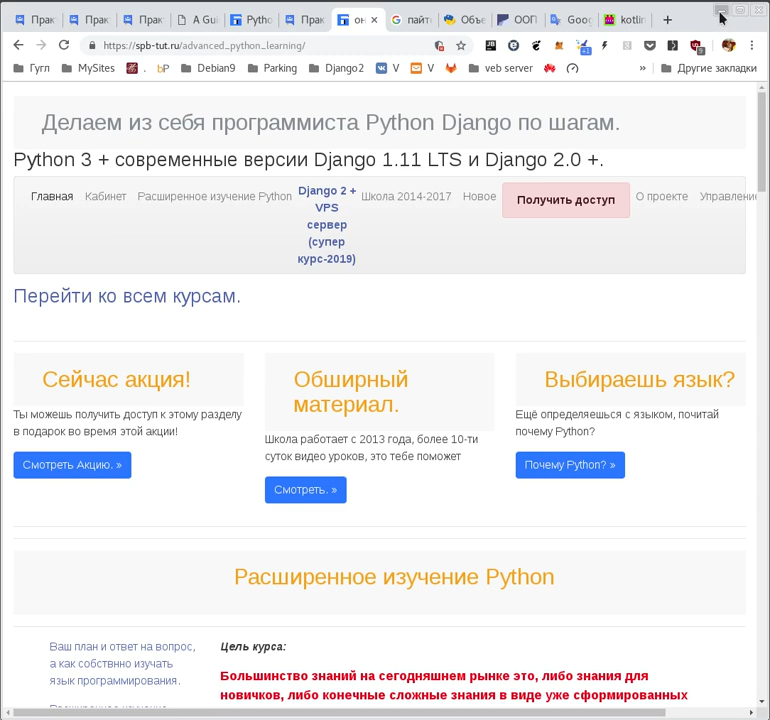 Прак
Прак
Прак
A Gui
Pytho
Прак
он
пайт
Объе
ООП
Goog
kotlin
https://spb-tut.ru/advanced_python_learning/
Гугл
MySites
.
Debian9
Parking
Django2
V
V
veb server
»
Другие закладки
Делаем из себя программиста Python Django по шагам.
Python 3 + современные версии Django 1.11 LTS и Django 2.0 +.
Главная
Кабинет
Расширенное изучение Python
Django 2 +
VPS
сервер
(супер
курс-2019)
Школа 2014-2017
Новое
Получить доступ
О проекте
Управление
Перейти ко всем курсам.
Сейчас акция!
Ты можешь получить доступ к этому разделу
в подарок во время этой акции!
Смотреть Акцию. »
Обширный
материал.
Школа работает с 2013 года, более 10-ти
суток видео уроков, это тебе поможет
Смотреть. »
Выбираешь язык?
Ещё определяешься с языком, почитай
почему Python?
Почему Python? »
Расширенное изучение Python
Ваш план и ответ на вопрос,
а как собствнно изучать
язык программирования.
Цель курса:
Большинство знаний на сегодняшнем рынке это, либо знания для
новичков, либо конечные сложные знания в виде уже сформированных